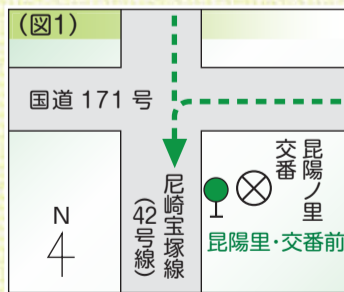 (図1)
国道 171 号
尼崎宝塚線
(42号線)
昆陽ノ里
交番
昆陽里・交番前
N